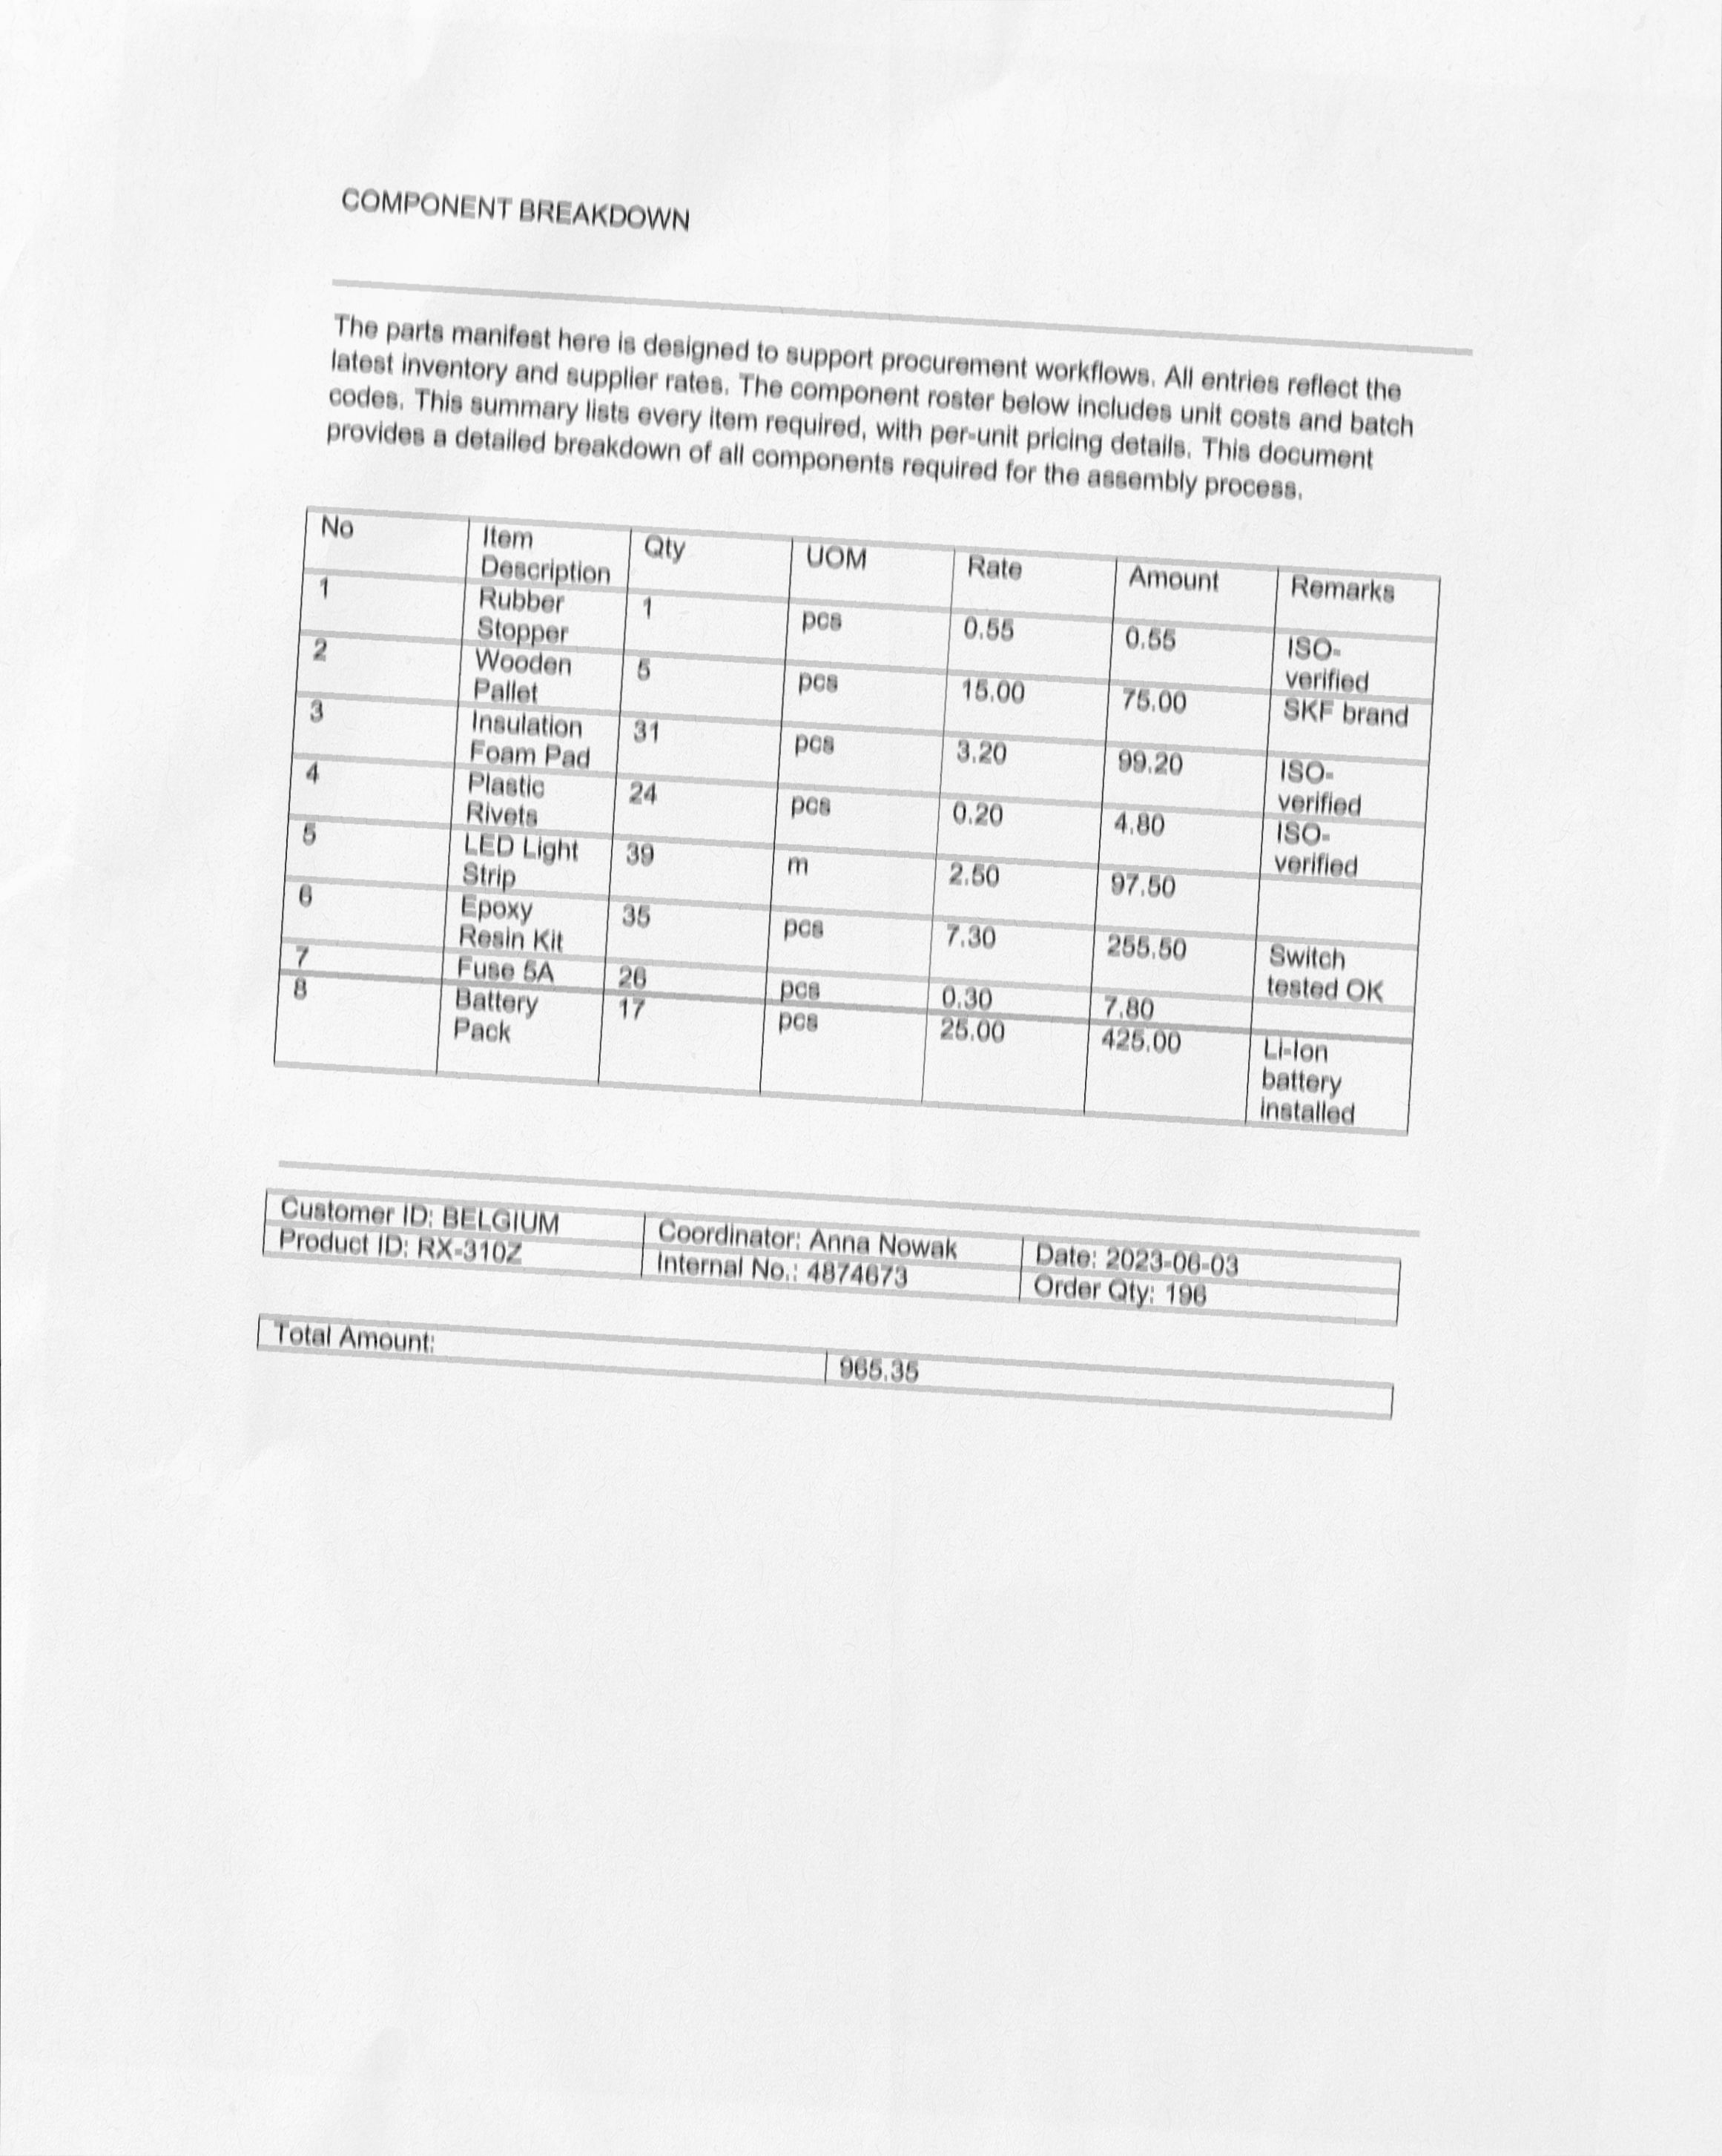 COMPONENT BREAKDOWN
The parts manifest here is designed to support procurement workflows. All entries reflect the
latest inventory and supplier rates. The component roster below includes unit costs and batch
codes. This summary lists every item required, with per-unit pricing details. This document
provides a detailed breakdown of all components required for the assembly process.
No Item Description Qty UOM Rate Amount Remarks
1 Rubber Stopper 1 pcs 0.55 0.55 ISO-verified
2 Wooden Pallet 5 pcs 15.00 75.00 SKF brand
3 Insulation Foam Pad 31 pcs 3.20 99.20 ISO-verified
4 Plastic Rivets 24 pcs 0.20 4.80 ISO-verified
5 LED Light Strip 39 m 2.50 97.50
6 Epoxy Resin Kit 35 pcs 7.30 255.50 Switch tested OK
7 Fuse 5A 26 pcs 0.30 7.80
8 Battery Pack 17 pcs 25.00 425.00 Li-Ion battery installed
Customer ID: BELGIUM Coordinator: Anna Nowak Date: 2023-06-03
Product ID: RX-310Z Internal No.: 4874673 Order Qty: 196
Total Amount: 965.35